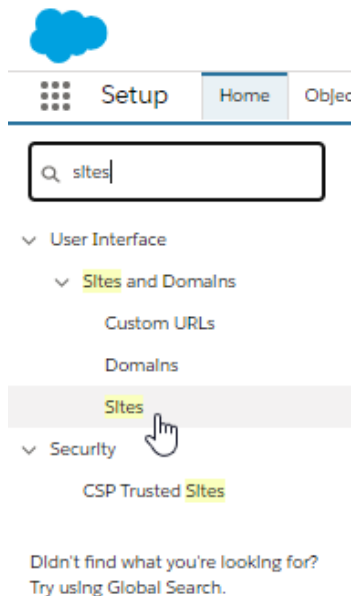 Setup
Home
Objec
sites
User Interface
Sites and Domains
Custom URLs
Domains
Sites
Security
CSP Trusted Sites
Didn't find what you're looking for?
Try using Global Search.